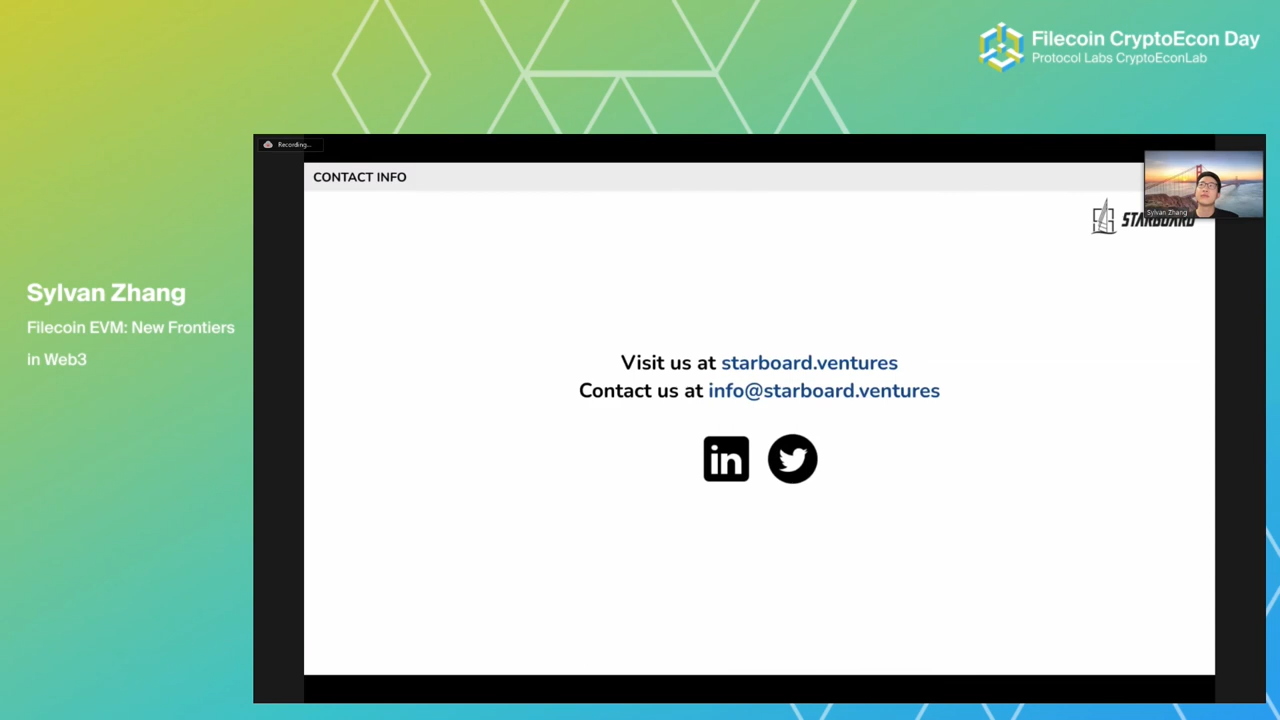 Filecoin CryptoEcon Day
Protocol Labs CryptoEconLab
Recording...
CONTACT INFO
Sylvan Zhang
STARBOARD
Sylvan Zhang
Filecoin EVM: New Frontiers
in Web3
Visit us at starboard.ventures
Contact us at info@starboard.ventures
in